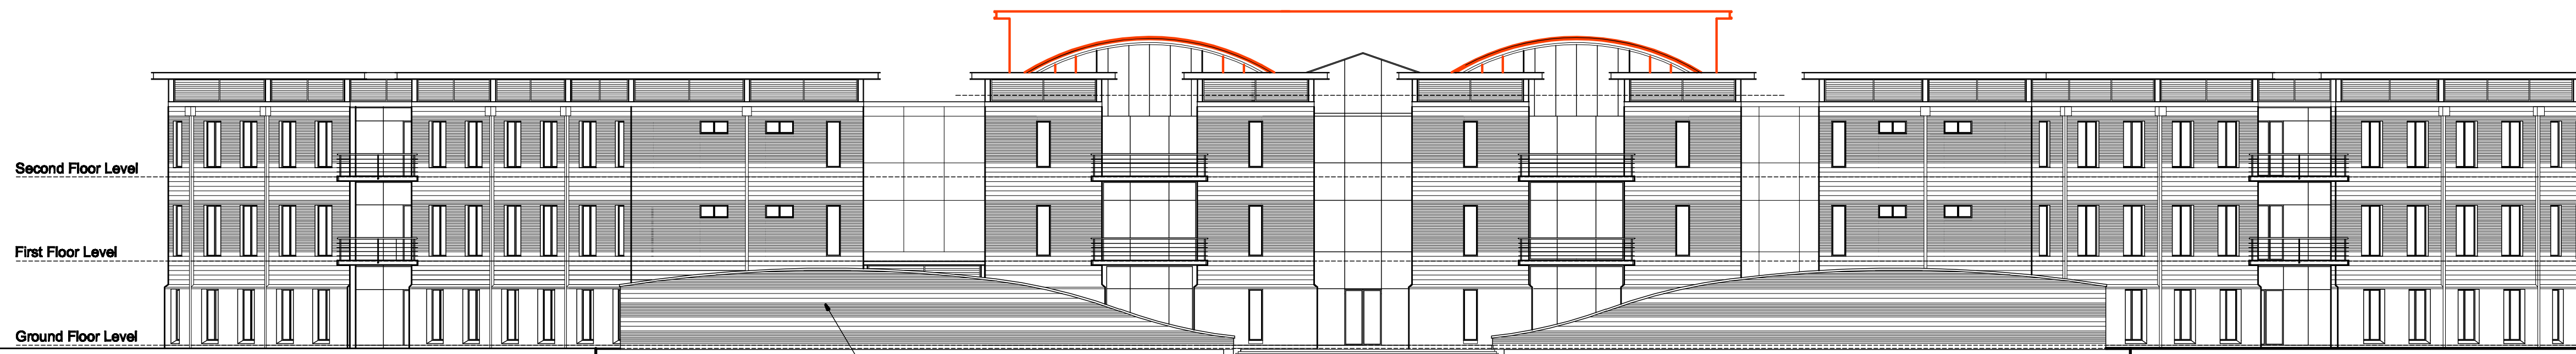 Second Floor Level
First Floor Level
Ground Floor Level